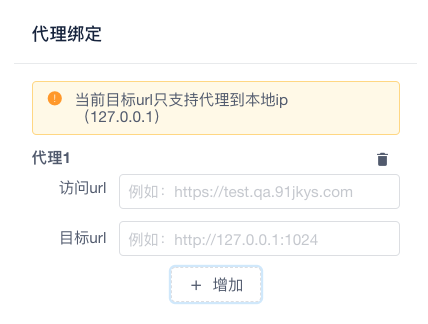 代理绑定
当前目标url只支持代理到本地ip
（127.0.0.1）
代理1
访问url 例如：https://test.qa.91jkys.com
目标url 例如：http://127.0.0.1:1024
+ 增加